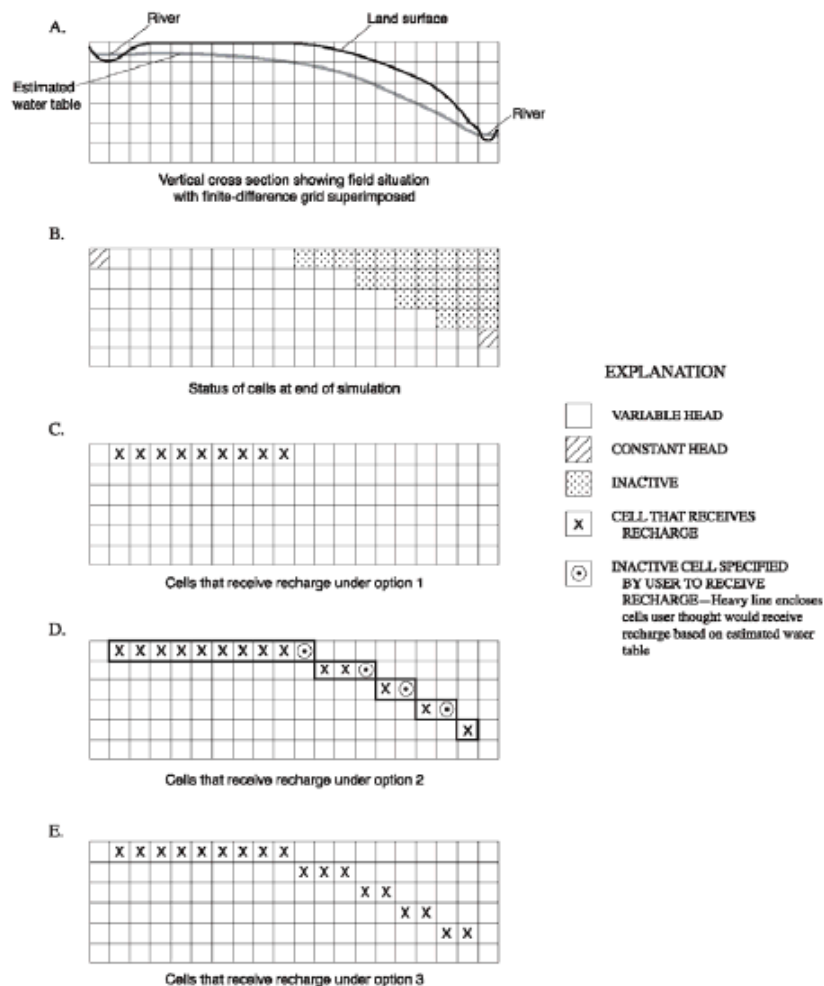 A.
River
Land surface
Estimated
water table
River
Vertical cross section showing field situation
with finite-difference grid superimposed
B.
Status of cells at end of simulation
C.
X X X X X X X X X
Cells that receive recharge under option 1
D.
X X X X X X X X X
X X
X
X
X
Cells that receive recharge under option 2
E.
X X X X X X X X X
X X X
X X
X X
X X
Cells that receive recharge under option 3
EXPLANATION
VARIABLE HEAD
CONSTANT HEAD
INACTIVE
X
CELL THAT RECEIVES
RECHARGE
INACTIVE CELL SPECIFIED
BY USER TO RECEIVE
RECHARGE—Heavy line encloses
cells user thought would receive
recharge based on estimated water
table